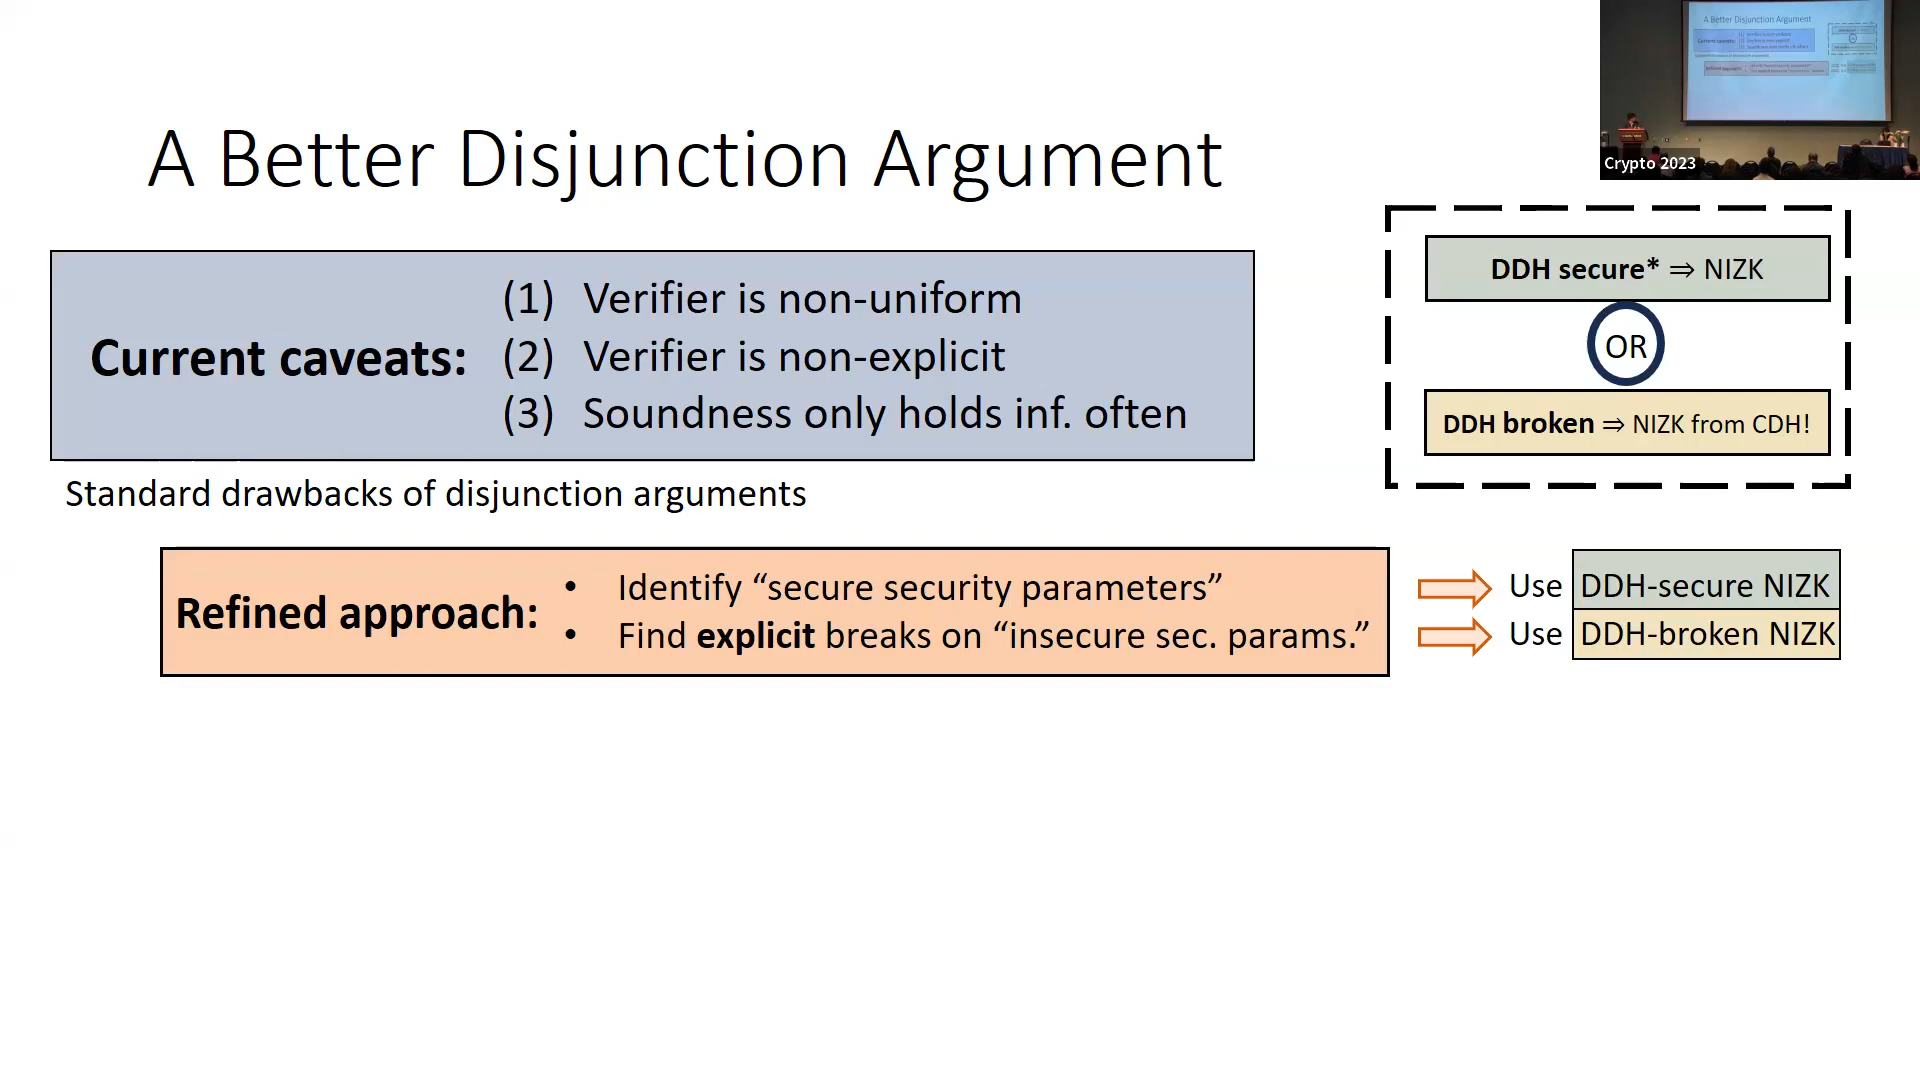 A Better Disjunction Argument
Crypto 2023
Current caveats:
(1) Verifier is non-uniform
(2) Verifier is non-explicit
(3) Soundness only holds inf. often
DDH secure* ⇒ NIZK
OR
DDH broken ⇒ NIZK from CDH!
Standard drawbacks of disjunction arguments
Refined approach:
• Identify “secure security parameters”
• Find explicit breaks on “insecure sec. params.”
Use DDH-secure NIZK
Use DDH-broken NIZK
A Better Disjunction Argument